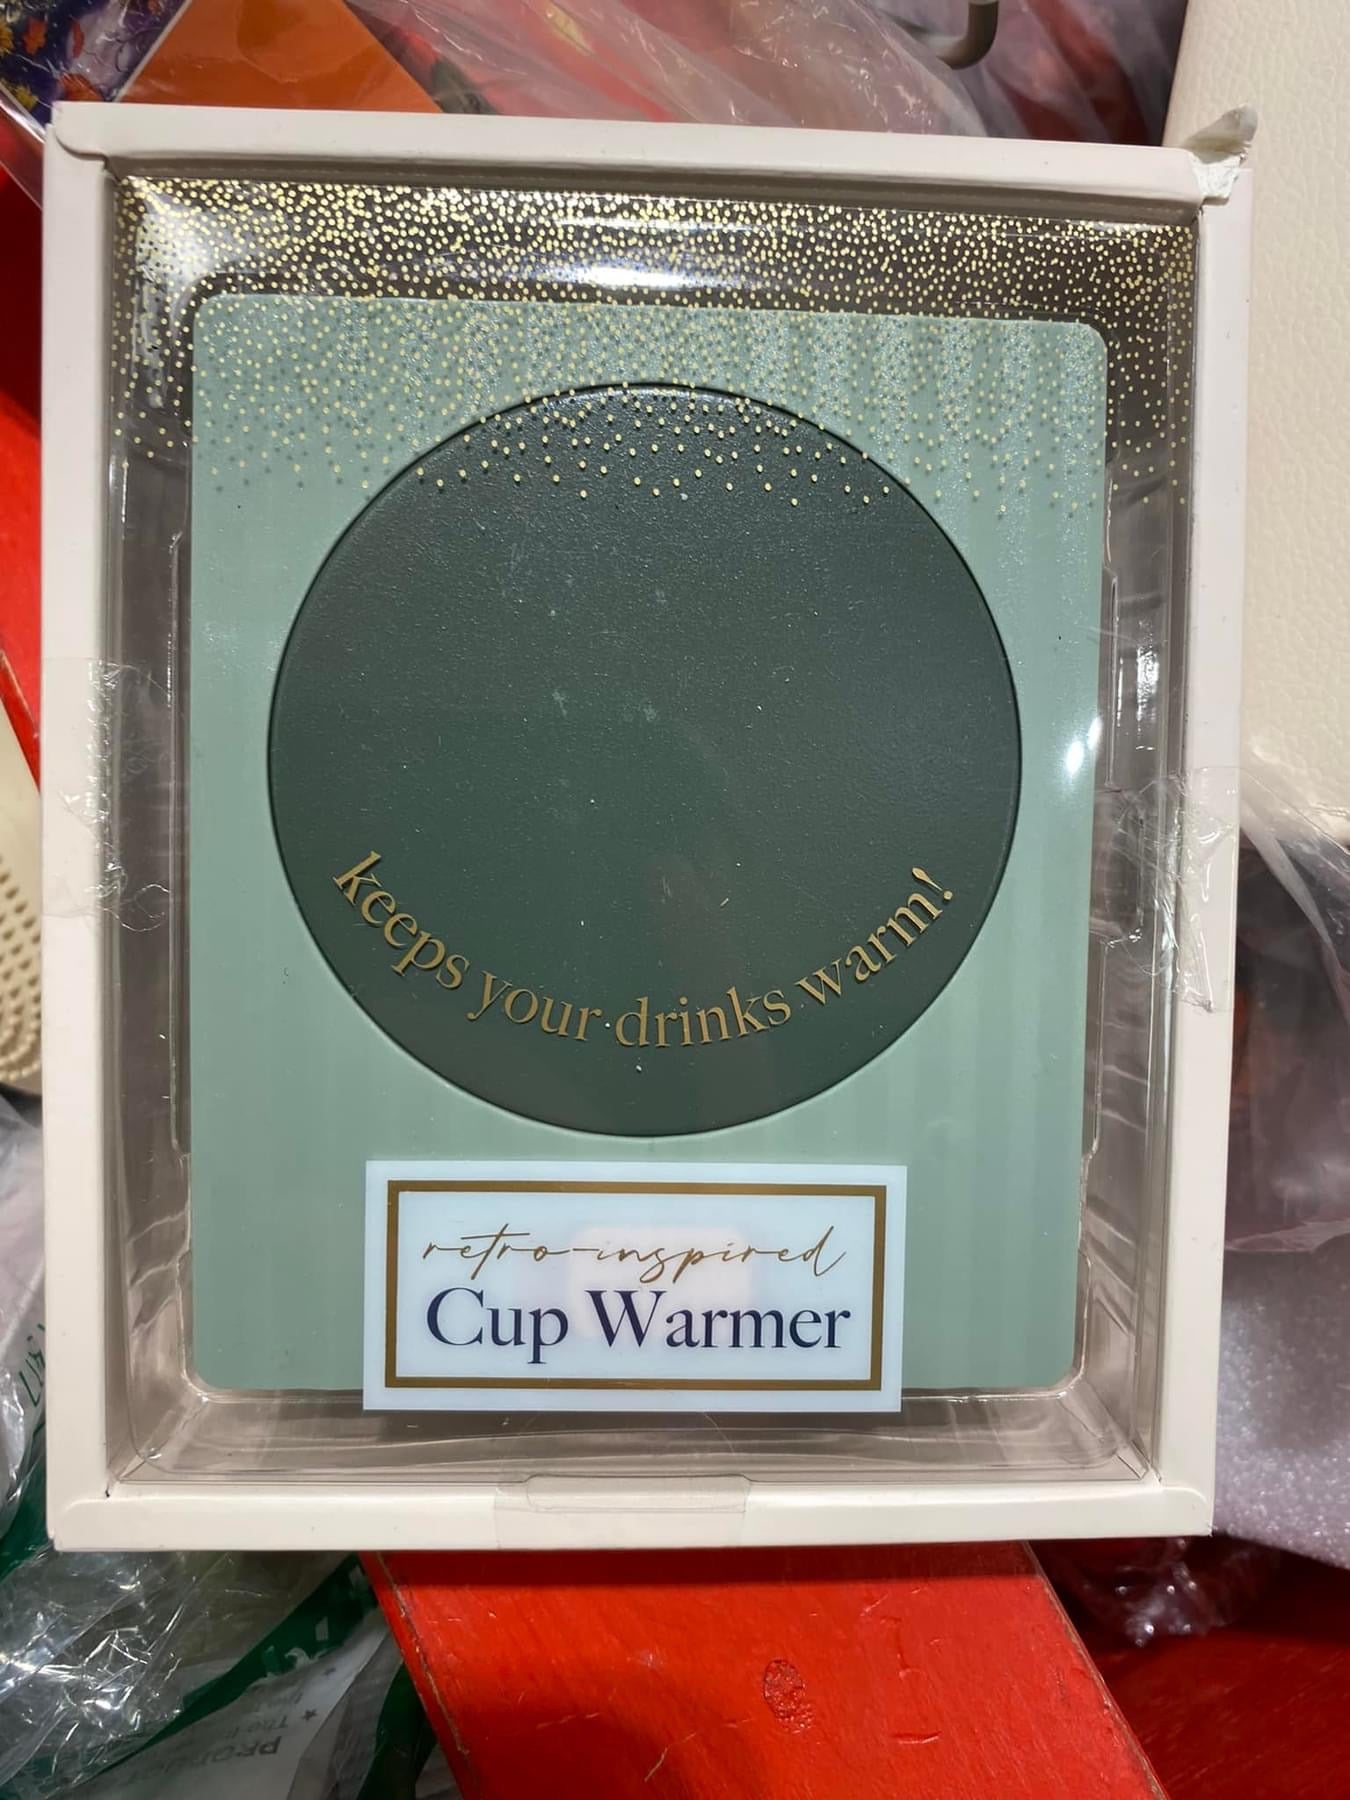 keeps your drinks warm!
retro-inspired
Cup Warmer